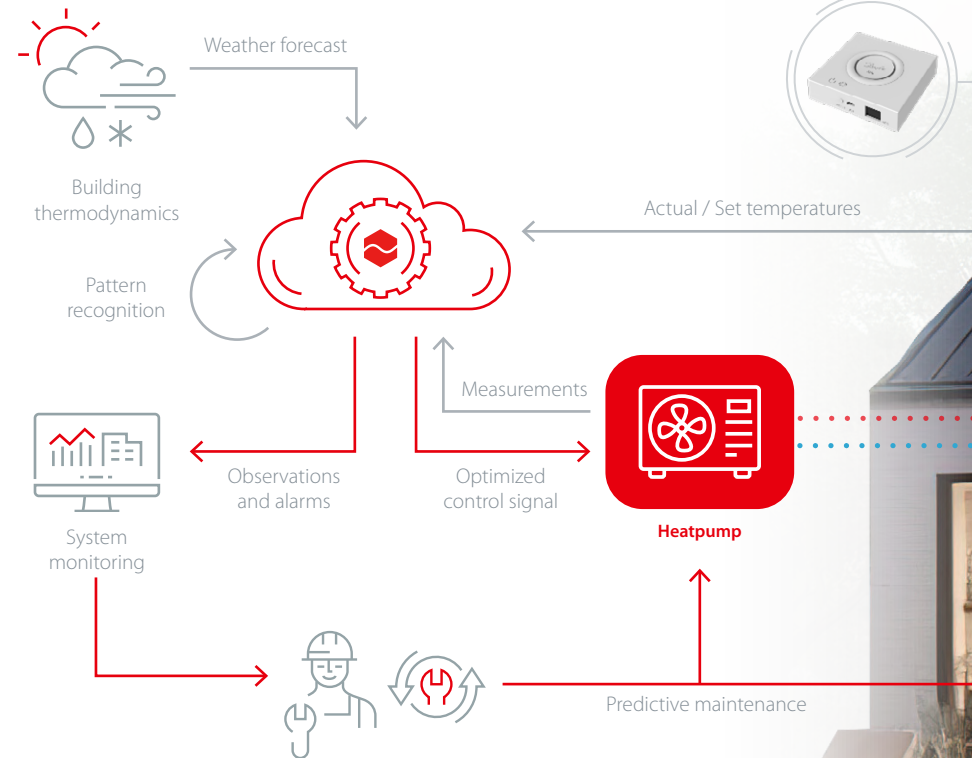 Weather forecast
Building
thermodynamics
Actual / Set temperatures
Pattern
recognition
Measurements
Observations
and alarms
Optimized
control signal
Heatpump
System
monitoring
Predictive maintenance